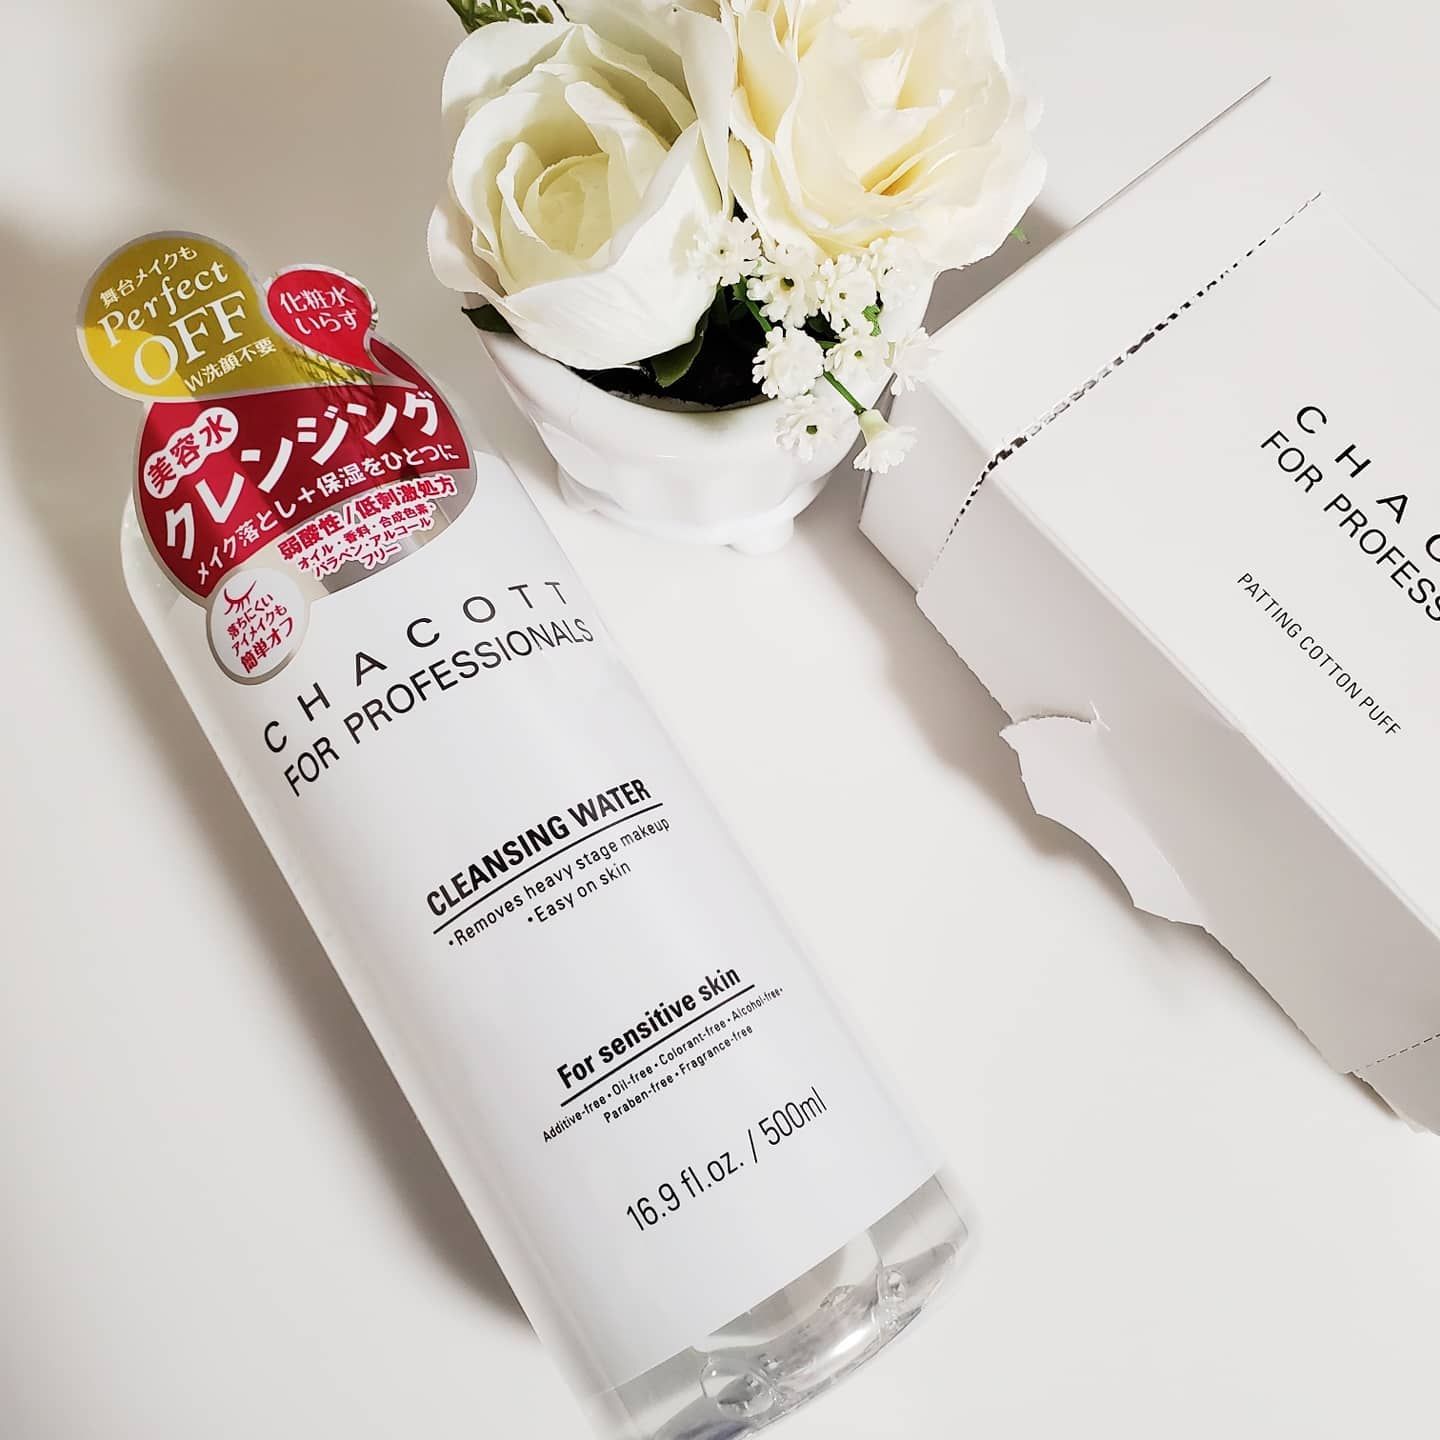 舞台メイクも
Perfect
OFF
W洗顔不要
化粧水
いらず
美容水
クレンジング
メイク落とし+保湿をひとつに
弱酸性/低刺激処方
オイル・香料・合成色素・
パラベン・アルコール
フリー
落ちにくい
アイメイクも
簡単オフ
CHACOTT
FOR PROFESSIONALS
CLEANSING WATER
・Removes heavy stage makeup
・Easy on skin
For sensitive skin
Additive-free・Oil-free・Colorant-free・Alcohol-free・
Paraben-free・Fragrance-free
16.9 fl.oz. / 500ml
CHAC
FOR PROFESS
PATTING COTTON PUFF